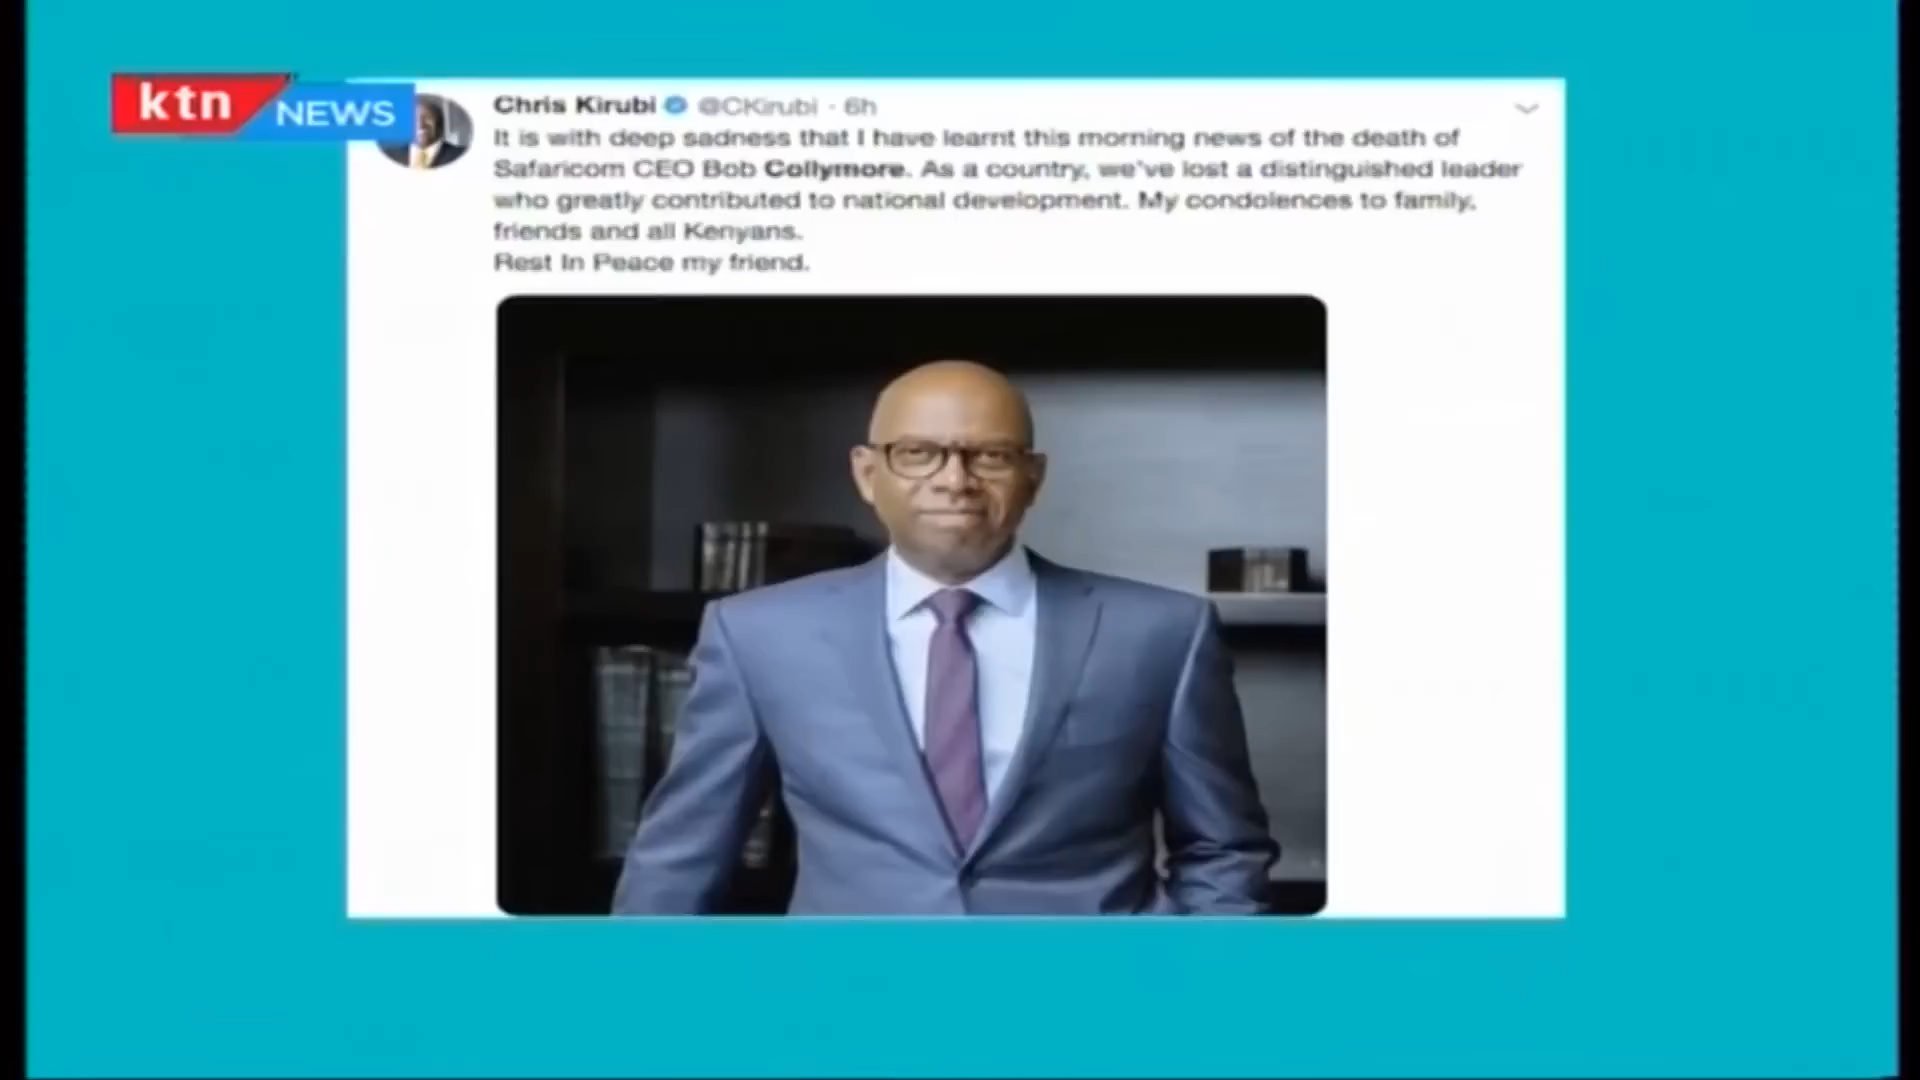 ktn NEWS
Chris Kirubi @CKirubi · 6h
It is with deep sadness that I have learnt this morning news of the death of
Safaricom CEO Bob Collymore. As a country, we've lost a distinguished leader
who greatly contributed to national development. My condolences to family,
friends and all Kenyans.
Rest In Peace my friend.